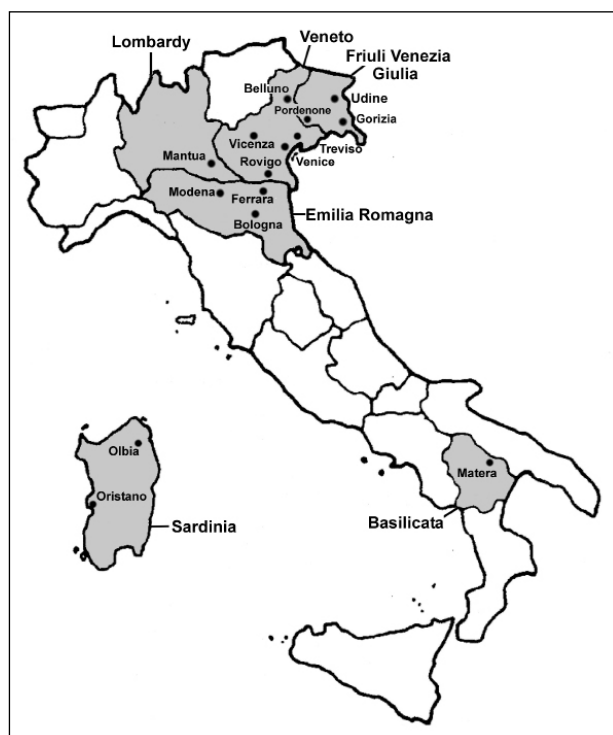 Veneto
Lombardy
Friuli Venezia
Giulia
Belluno
Udine
Pordenone
Gorizia
Vicenza
Treviso
Mantua
Rovigo
Venice
Modena
Ferrara
Emilia Romagna
Bologna
Olbia
Matera
Oristano
Sardinia
Basilicata